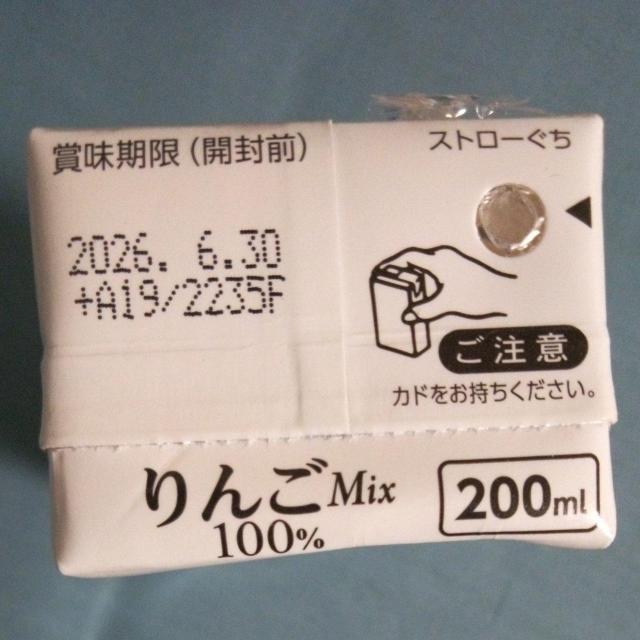 賞味期限（開封前）
ストローぐち
2026. 6.30
+A19/2235F
ご注意
カドをお持ちください。
りんごMix
100%
200ml